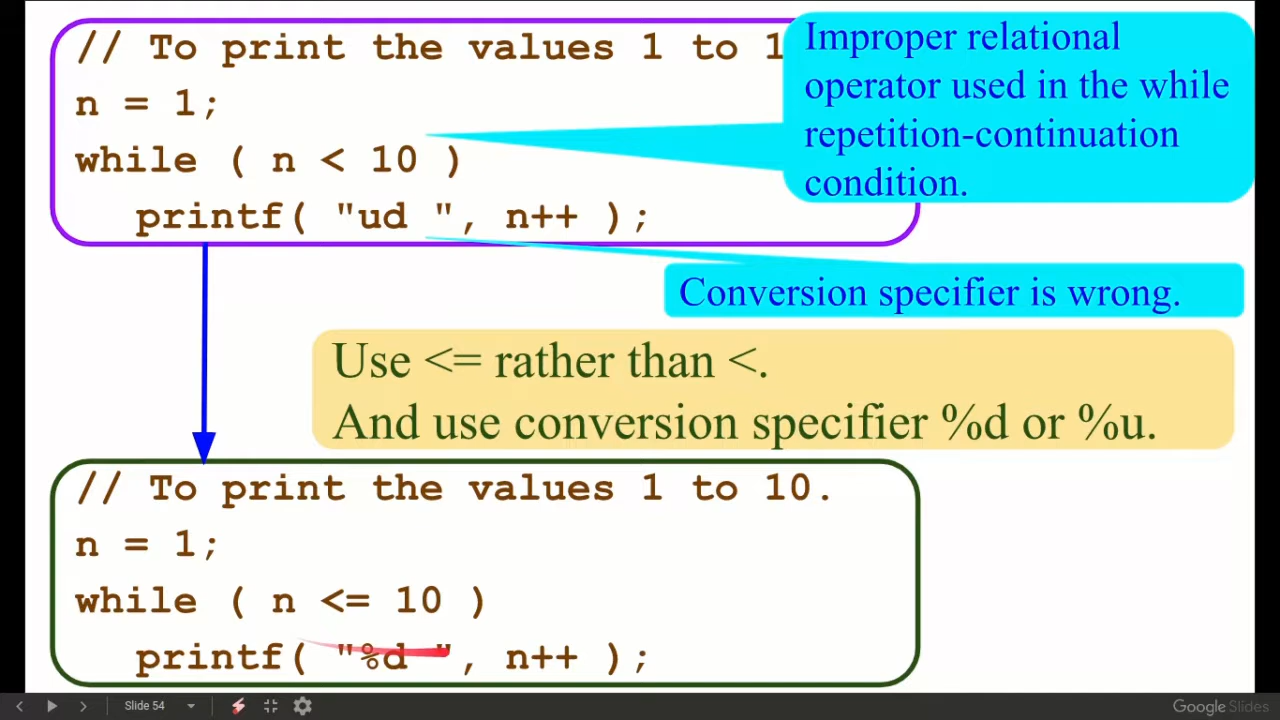 // To print the values 1 to 1
n = 1;
while ( n < 10 )
printf( "ud ", n++ );
Improper relational
operator used in the while
repetition-continuation
condition.
Conversion specifier is wrong.
Use <= rather than <.
And use conversion specifier %d or %u.
// To print the values 1 to 10.
n = 1;
while ( n <= 10 )
printf( "%d ", n++ );
Slide 54
Google Slides